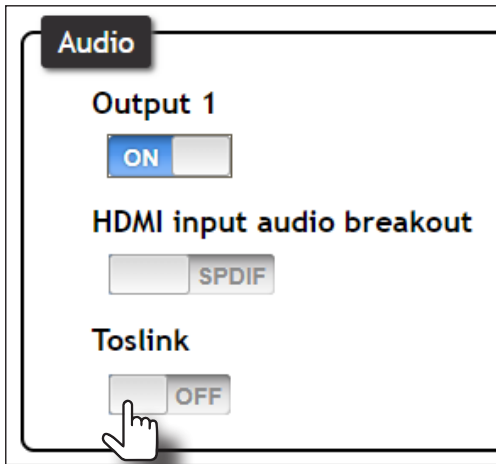 Audio
Output 1
ON
HDMI input audio breakout
SPDIF
Toslink
OFF